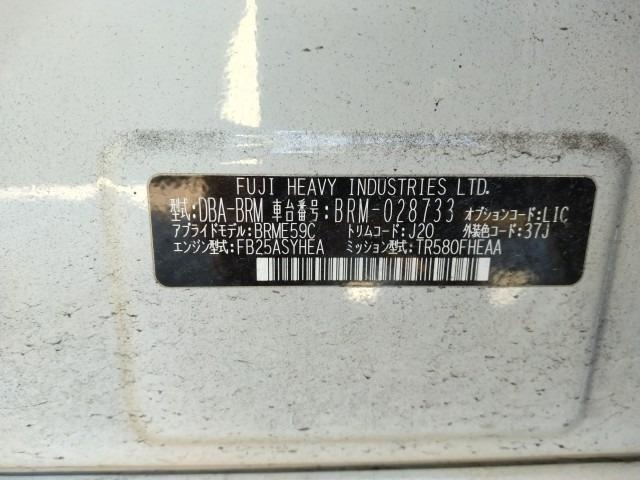 FUJI HEAVY INDUSTRIES LTD.
型式:DBA-BRM 車台番号:BRM-028733 オプションコード:LIC
アプライドモデル:BRME59C トリムコード:J20 外装色コード:37J
エンジン型式:FB25ASYHEA ミッション型式:TR580FHEAA